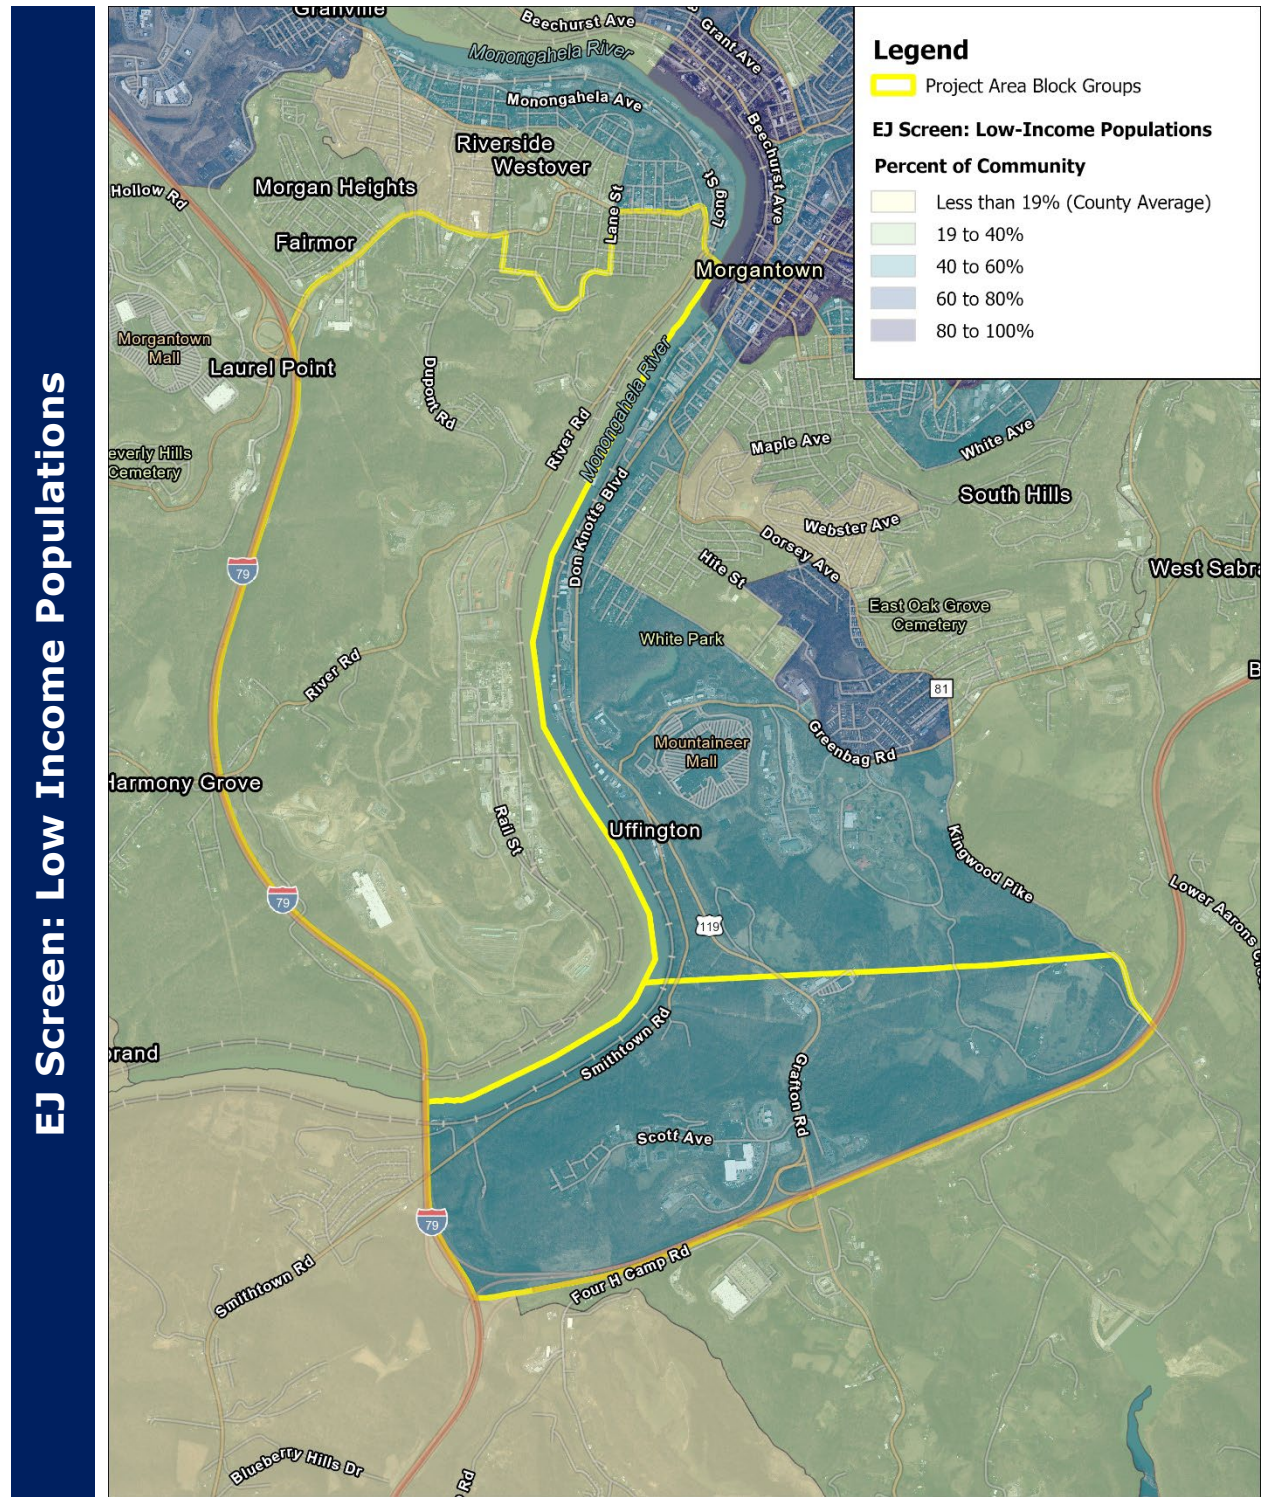 EJ Screen: Low Income Populations
Legend
Project Area Block Groups
EJ Screen: Low-Income Populations
Percent of Community
Less than 19% (County Average)
19 to 40%
40 to 60%
60 to 80%
80 to 100%
Granville
Beechurst Ave
Grant Ave
Monongahela River
Monongahela Ave
Beechurst Ave
Riverside
Westover
Hollow Rd
Morgan Heights
Long St
Lane St
Fairmor
Morgantown
Morgantown
Mall
Laurel Point
Dupont Rd
Monongahela River
River Rd
Maple Ave
White Ave
everly Hills
Cemetery
Don Knotts Blvd
South Hills
Webster Ave
Dorsey Ave
Hite St
79
West Sabra
East Oak Grove
Cemetery
White Park
River Rd
B
81
Mountaineer
Mall
Greenbag Rd
Harmony Grove
Rail St
Uffington
Kingwood Pike
79
Lower Aarons
119
brand
Smithtown Rd
Grafton Rd
Scott Ave
79
Four H Camp Rd
Smithtown Rd
Blueberry Hills Dr
Rd